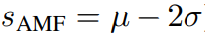 s_AMF = μ − 2σ